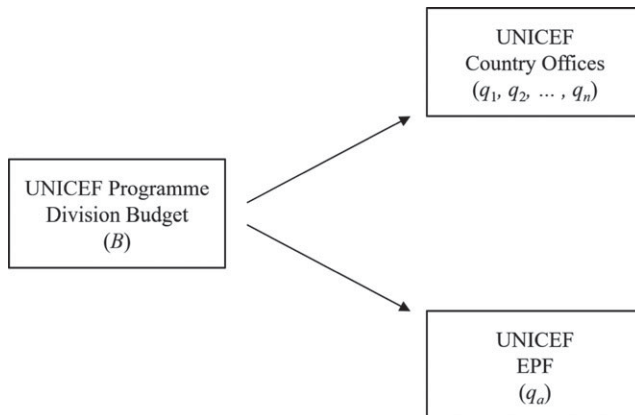 UNICEF
Country Offices
(q1, q2, ... , qn)
UNICEF Programme
Division Budget
(B)
UNICEF
EPF
(qa)